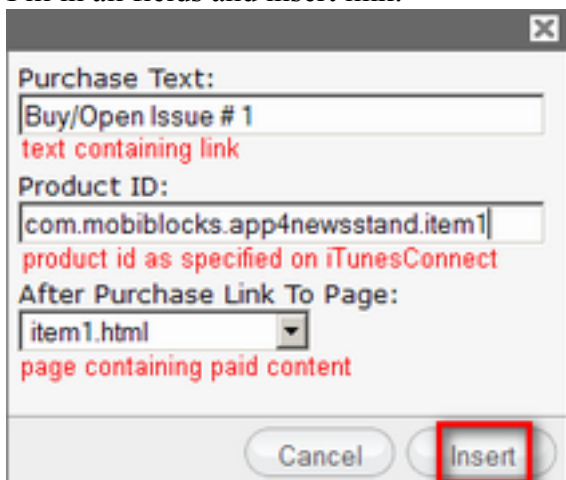 Fill in all fields and insert link:
Purchase Text:
Buy/Open Issue # 1
text containing link
Product ID:
com.mobiblocks.app4newsstand.item1
product id as specified on iTunesConnect
After Purchase Link To Page:
item1.html
page containing paid content
Cancel
Insert